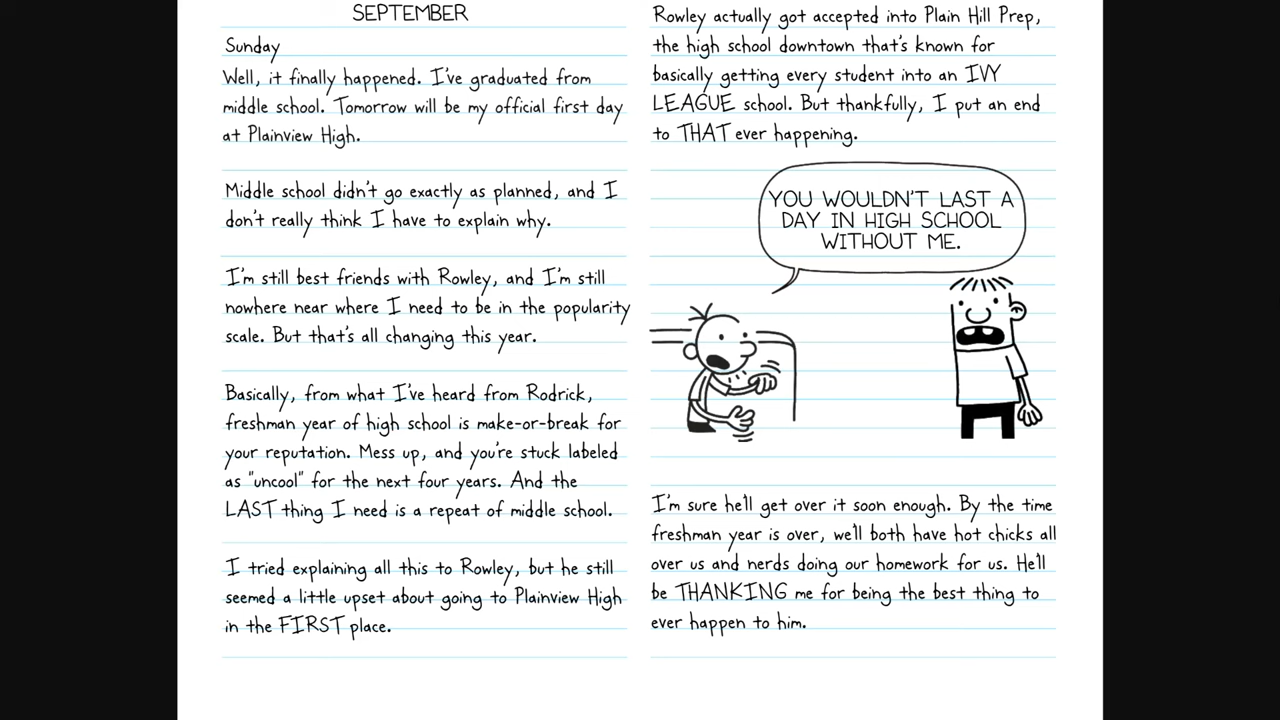 SEPTEMBER
Sunday
Well, it finally happened. I've graduated from
middle school. Tomorrow will be my official first day
at Plainview High.
Middle school didn't go exactly as planned, and I
don't really think I have to explain why.
I'm still best friends with Rowley, and I'm still
nowhere near where I need to be in the popularity
scale. But that's all changing this year.
Basically, from what I've heard from Rodrick,
freshman year of high school is make-or-break for
your reputation. Mess up, and you're stuck labeled
as "uncool" for the next four years. And the
LAST thing I need is a repeat of middle school.
I tried explaining all this to Rowley, but he still
seemed a little upset about going to Plainview High
in the FIRST place.
Rowley actually got accepted into Plain Hill Prep,
the high school downtown that's known for
basically getting every student into an IVY
LEAGUE school. But thankfully, I put an end
to THAT ever happening.
YOU WOULDN'T LAST A
DAY IN HIGH SCHOOL
WITHOUT ME.
I'm sure he'll get over it soon enough. By the time
freshman year is over, we'll both have hot chicks all
over us and nerds doing our homework for us. He'll
be THANKING me for being the best thing to
ever happen to him.